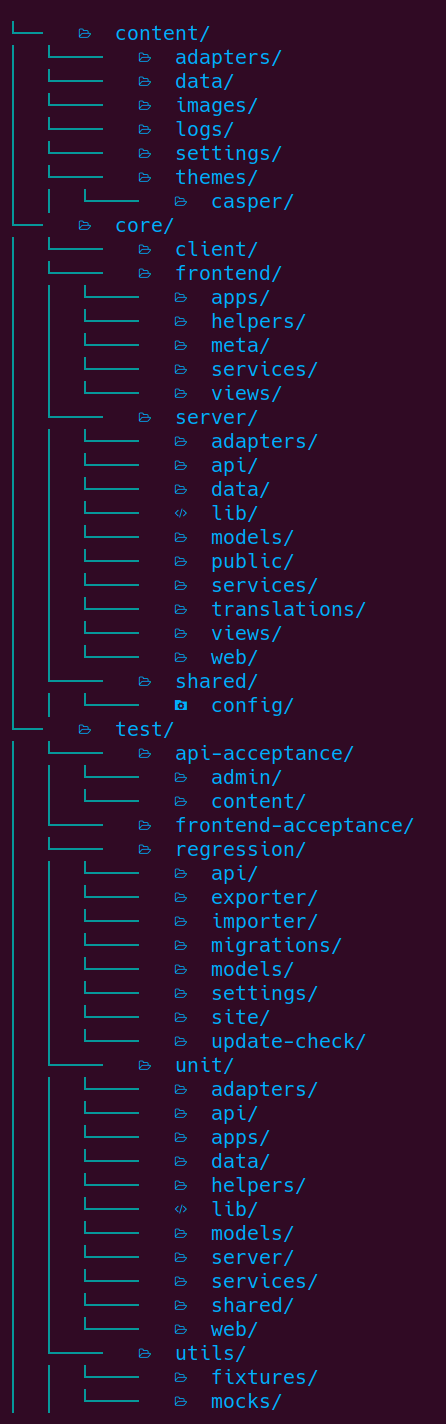 content/
adapters/
data/
images/
logs/
settings/
themes/
casper/
core/
client/
frontend/
apps/
helpers/
meta/
services/
views/
server/
adapters/
api/
data/
lib/
models/
public/
services/
translations/
views/
web/
shared/
config/
test/
api-acceptance/
admin/
content/
frontend-acceptance/
regression/
api/
exporter/
importer/
migrations/
models/
settings/
site/
update-check/
unit/
adapters/
api/
apps/
data/
helpers/
lib/
models/
server/
services/
shared/
web/
utils/
fixtures/
mocks/